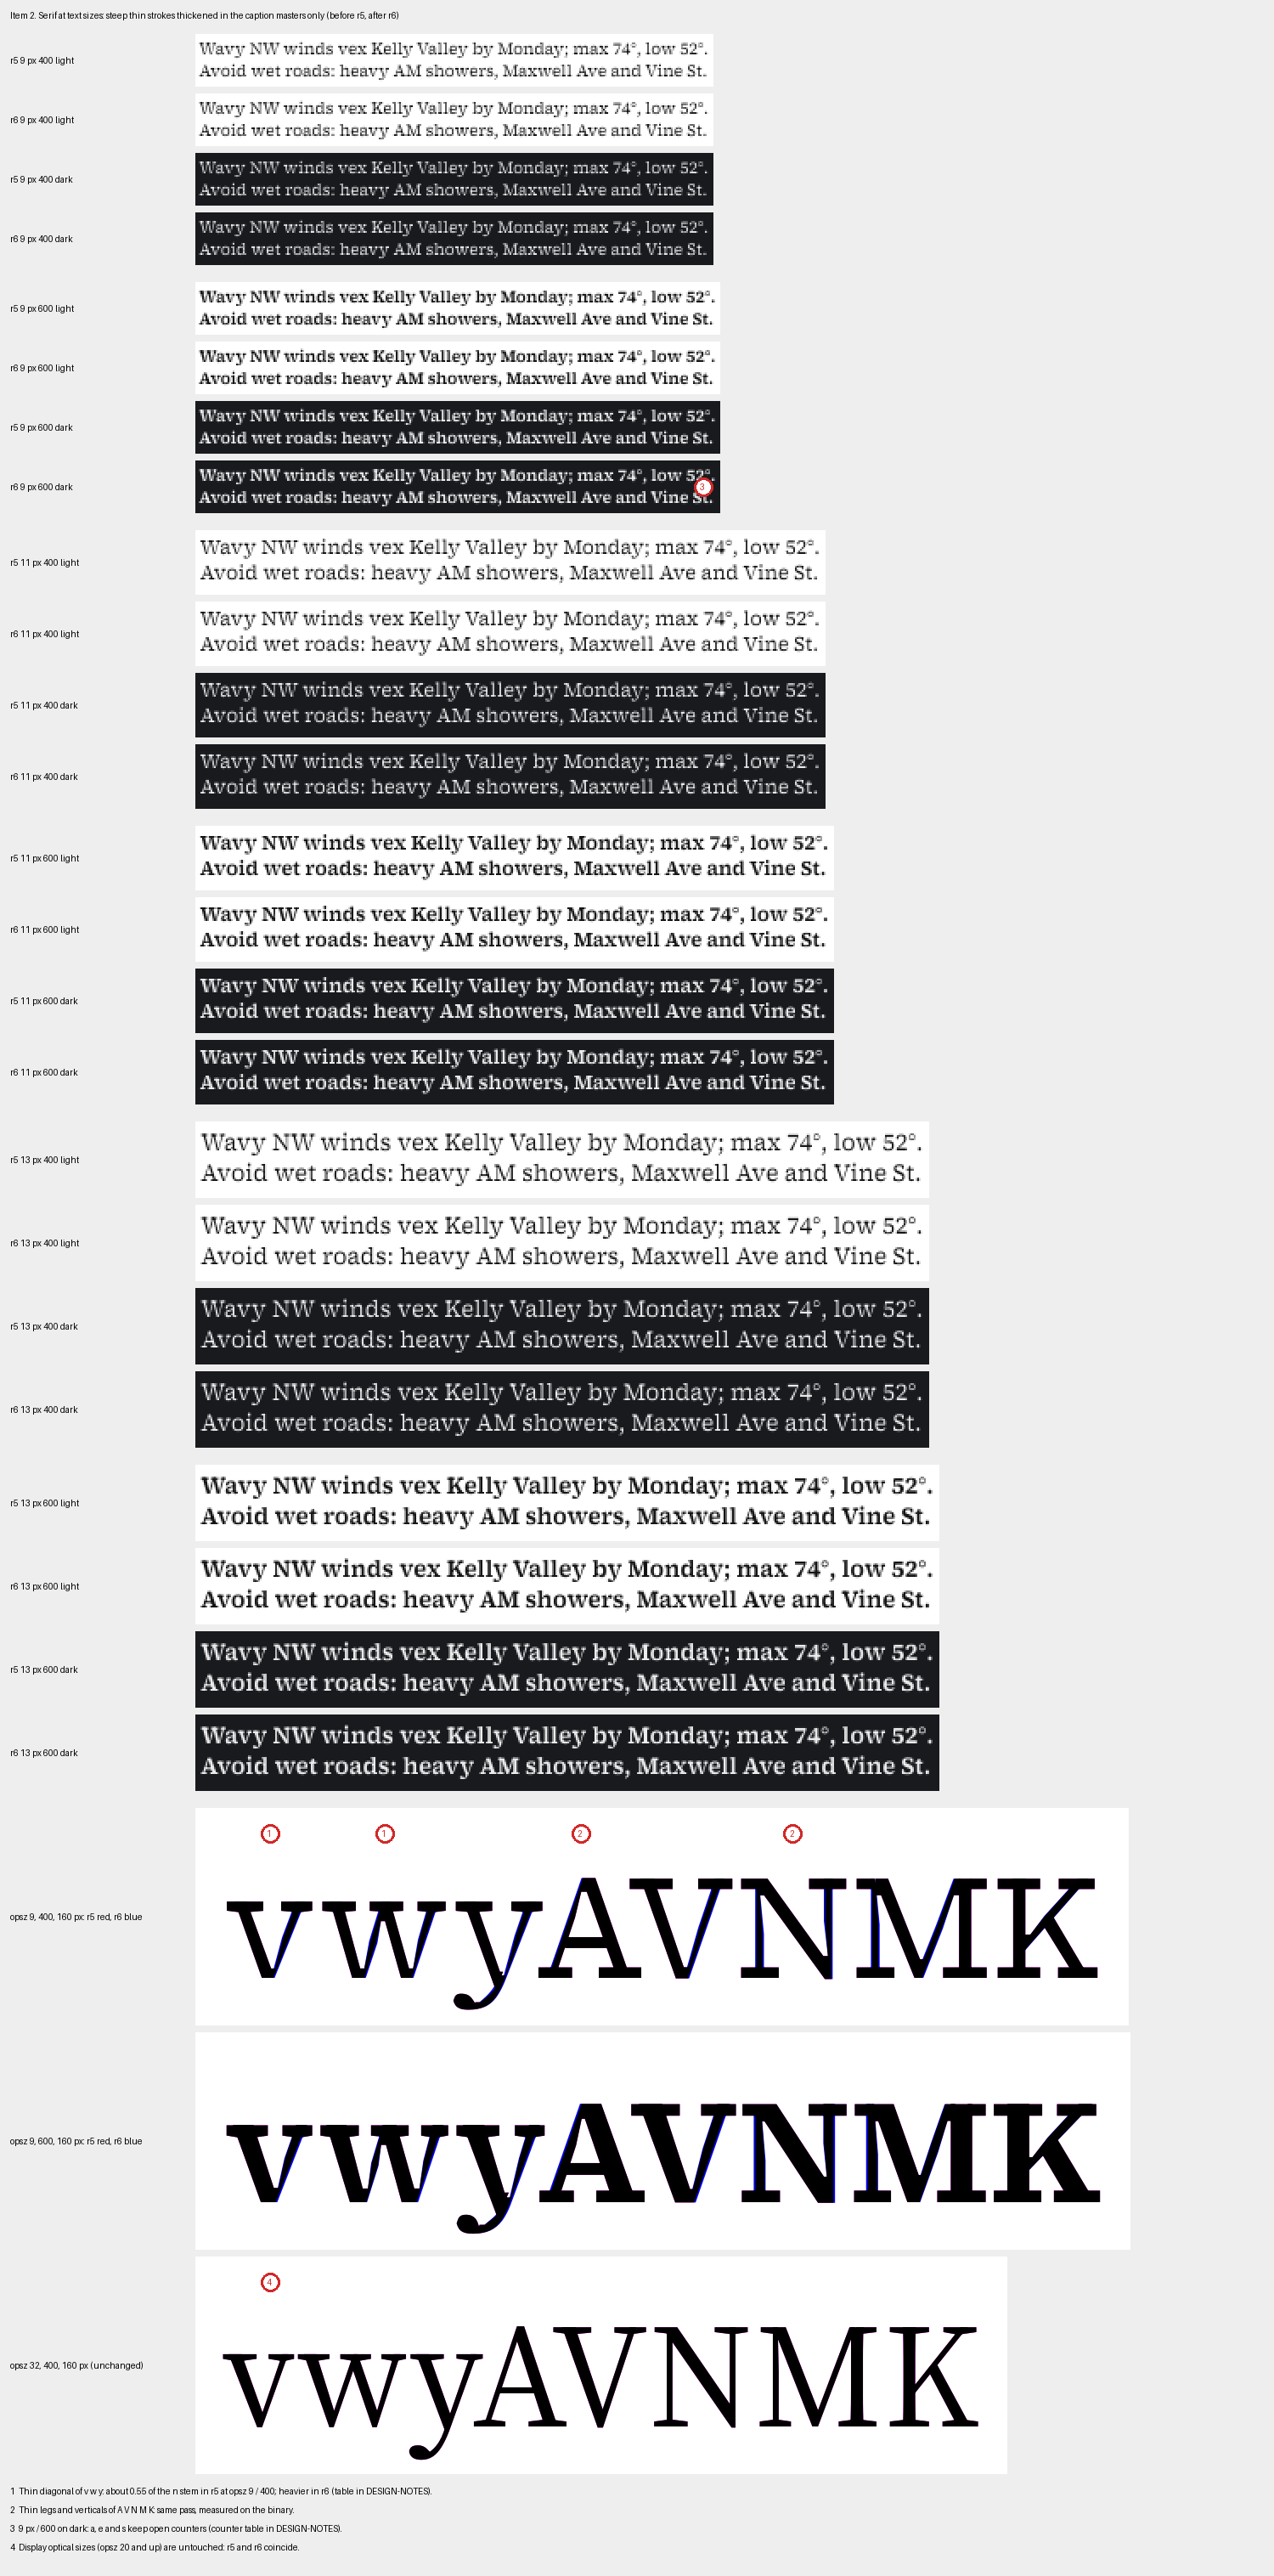 Item 2. Serif at text sizes: steep thin strokes thickened in the caption masters only (before r5, after r6)
r5 9 px 400 light
Wavy NW winds vex Kelly Valley by Monday; max 74°, low 52°.
Avoid wet roads: heavy AM showers, Maxwell Ave and Vine St.
r6 9 px 400 light
Wavy NW winds vex Kelly Valley by Monday; max 74°, low 52°.
Avoid wet roads: heavy AM showers, Maxwell Ave and Vine St.
r5 9 px 400 dark
Wavy NW winds vex Kelly Valley by Monday; max 74°, low 52°.
Avoid wet roads: heavy AM showers, Maxwell Ave and Vine St.
r6 9 px 400 dark
Wavy NW winds vex Kelly Valley by Monday; max 74°, low 52°.
Avoid wet roads: heavy AM showers, Maxwell Ave and Vine St.
r5 9 px 600 light
Wavy NW winds vex Kelly Valley by Monday; max 74°, low 52°.
Avoid wet roads: heavy AM showers, Maxwell Ave and Vine St.
r6 9 px 600 light
Wavy NW winds vex Kelly Valley by Monday; max 74°, low 52°.
Avoid wet roads: heavy AM showers, Maxwell Ave and Vine St.
r5 9 px 600 dark
Wavy NW winds vex Kelly Valley by Monday; max 74°, low 52°.
Avoid wet roads: heavy AM showers, Maxwell Ave and Vine St.
r6 9 px 600 dark
Wavy NW winds vex Kelly Valley by Monday; max 74°, low 52°.
3
Avoid wet roads: heavy AM showers, Maxwell Ave and Vine St.
r5 11 px 400 light
Wavy NW winds vex Kelly Valley by Monday; max 74°, low 52°.
Avoid wet roads: heavy AM showers, Maxwell Ave and Vine St.
r6 11 px 400 light
Wavy NW winds vex Kelly Valley by Monday; max 74°, low 52°.
Avoid wet roads: heavy AM showers, Maxwell Ave and Vine St.
r5 11 px 400 dark
Wavy NW winds vex Kelly Valley by Monday; max 74°, low 52°.
Avoid wet roads: heavy AM showers, Maxwell Ave and Vine St.
r6 11 px 400 dark
Wavy NW winds vex Kelly Valley by Monday; max 74°, low 52°.
Avoid wet roads: heavy AM showers, Maxwell Ave and Vine St.
r5 11 px 600 light
Wavy NW winds vex Kelly Valley by Monday; max 74°, low 52°.
Avoid wet roads: heavy AM showers, Maxwell Ave and Vine St.
r6 11 px 600 light
Wavy NW winds vex Kelly Valley by Monday; max 74°, low 52°.
Avoid wet roads: heavy AM showers, Maxwell Ave and Vine St.
r5 11 px 600 dark
Wavy NW winds vex Kelly Valley by Monday; max 74°, low 52°.
Avoid wet roads: heavy AM showers, Maxwell Ave and Vine St.
r6 11 px 600 dark
Wavy NW winds vex Kelly Valley by Monday; max 74°, low 52°.
Avoid wet roads: heavy AM showers, Maxwell Ave and Vine St.
r5 13 px 400 light
Wavy NW winds vex Kelly Valley by Monday; max 74°, low 52°.
Avoid wet roads: heavy AM showers, Maxwell Ave and Vine St.
r6 13 px 400 light
Wavy NW winds vex Kelly Valley by Monday; max 74°, low 52°.
Avoid wet roads: heavy AM showers, Maxwell Ave and Vine St.
r5 13 px 400 dark
Wavy NW winds vex Kelly Valley by Monday; max 74°, low 52°.
Avoid wet roads: heavy AM showers, Maxwell Ave and Vine St.
r6 13 px 400 dark
Wavy NW winds vex Kelly Valley by Monday; max 74°, low 52°.
Avoid wet roads: heavy AM showers, Maxwell Ave and Vine St.
r5 13 px 600 light
Wavy NW winds vex Kelly Valley by Monday; max 74°, low 52°.
Avoid wet roads: heavy AM showers, Maxwell Ave and Vine St.
r6 13 px 600 light
Wavy NW winds vex Kelly Valley by Monday; max 74°, low 52°.
Avoid wet roads: heavy AM showers, Maxwell Ave and Vine St.
r5 13 px 600 dark
Wavy NW winds vex Kelly Valley by Monday; max 74°, low 52°.
Avoid wet roads: heavy AM showers, Maxwell Ave and Vine St.
r6 13 px 600 dark
Wavy NW winds vex Kelly Valley by Monday; max 74°, low 52°.
Avoid wet roads: heavy AM showers, Maxwell Ave and Vine St.
1 1 2 2
opsz 9, 400, 160 px: r5 red, r6 blue
vwyAVNMK
opsz 9, 600, 160 px: r5 red, r6 blue
vwyAVNMK
4
opsz 32, 400, 160 px (unchanged)
vwyAVNMK
1 Thin diagonal of v w y: about 0.55 of the n stem in r5 at opsz 9 / 400; heavier in r6 (table in DESIGN-NOTES).
2 Thin legs and verticals of A V N M K: same pass, measured on the binary.
3 9 px / 600 on dark: a, e and s keep open counters (counter table in DESIGN-NOTES).
4 Display optical sizes (opsz 20 and up) are untouched: r5 and r6 coincide.